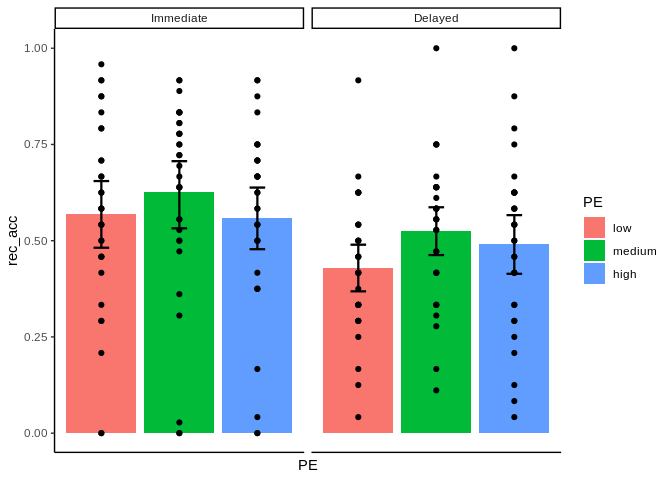 Immediate
Delayed
1.00
0.75
0.50
0.25
0.00
rec_acc
PE
PE
low
medium
high